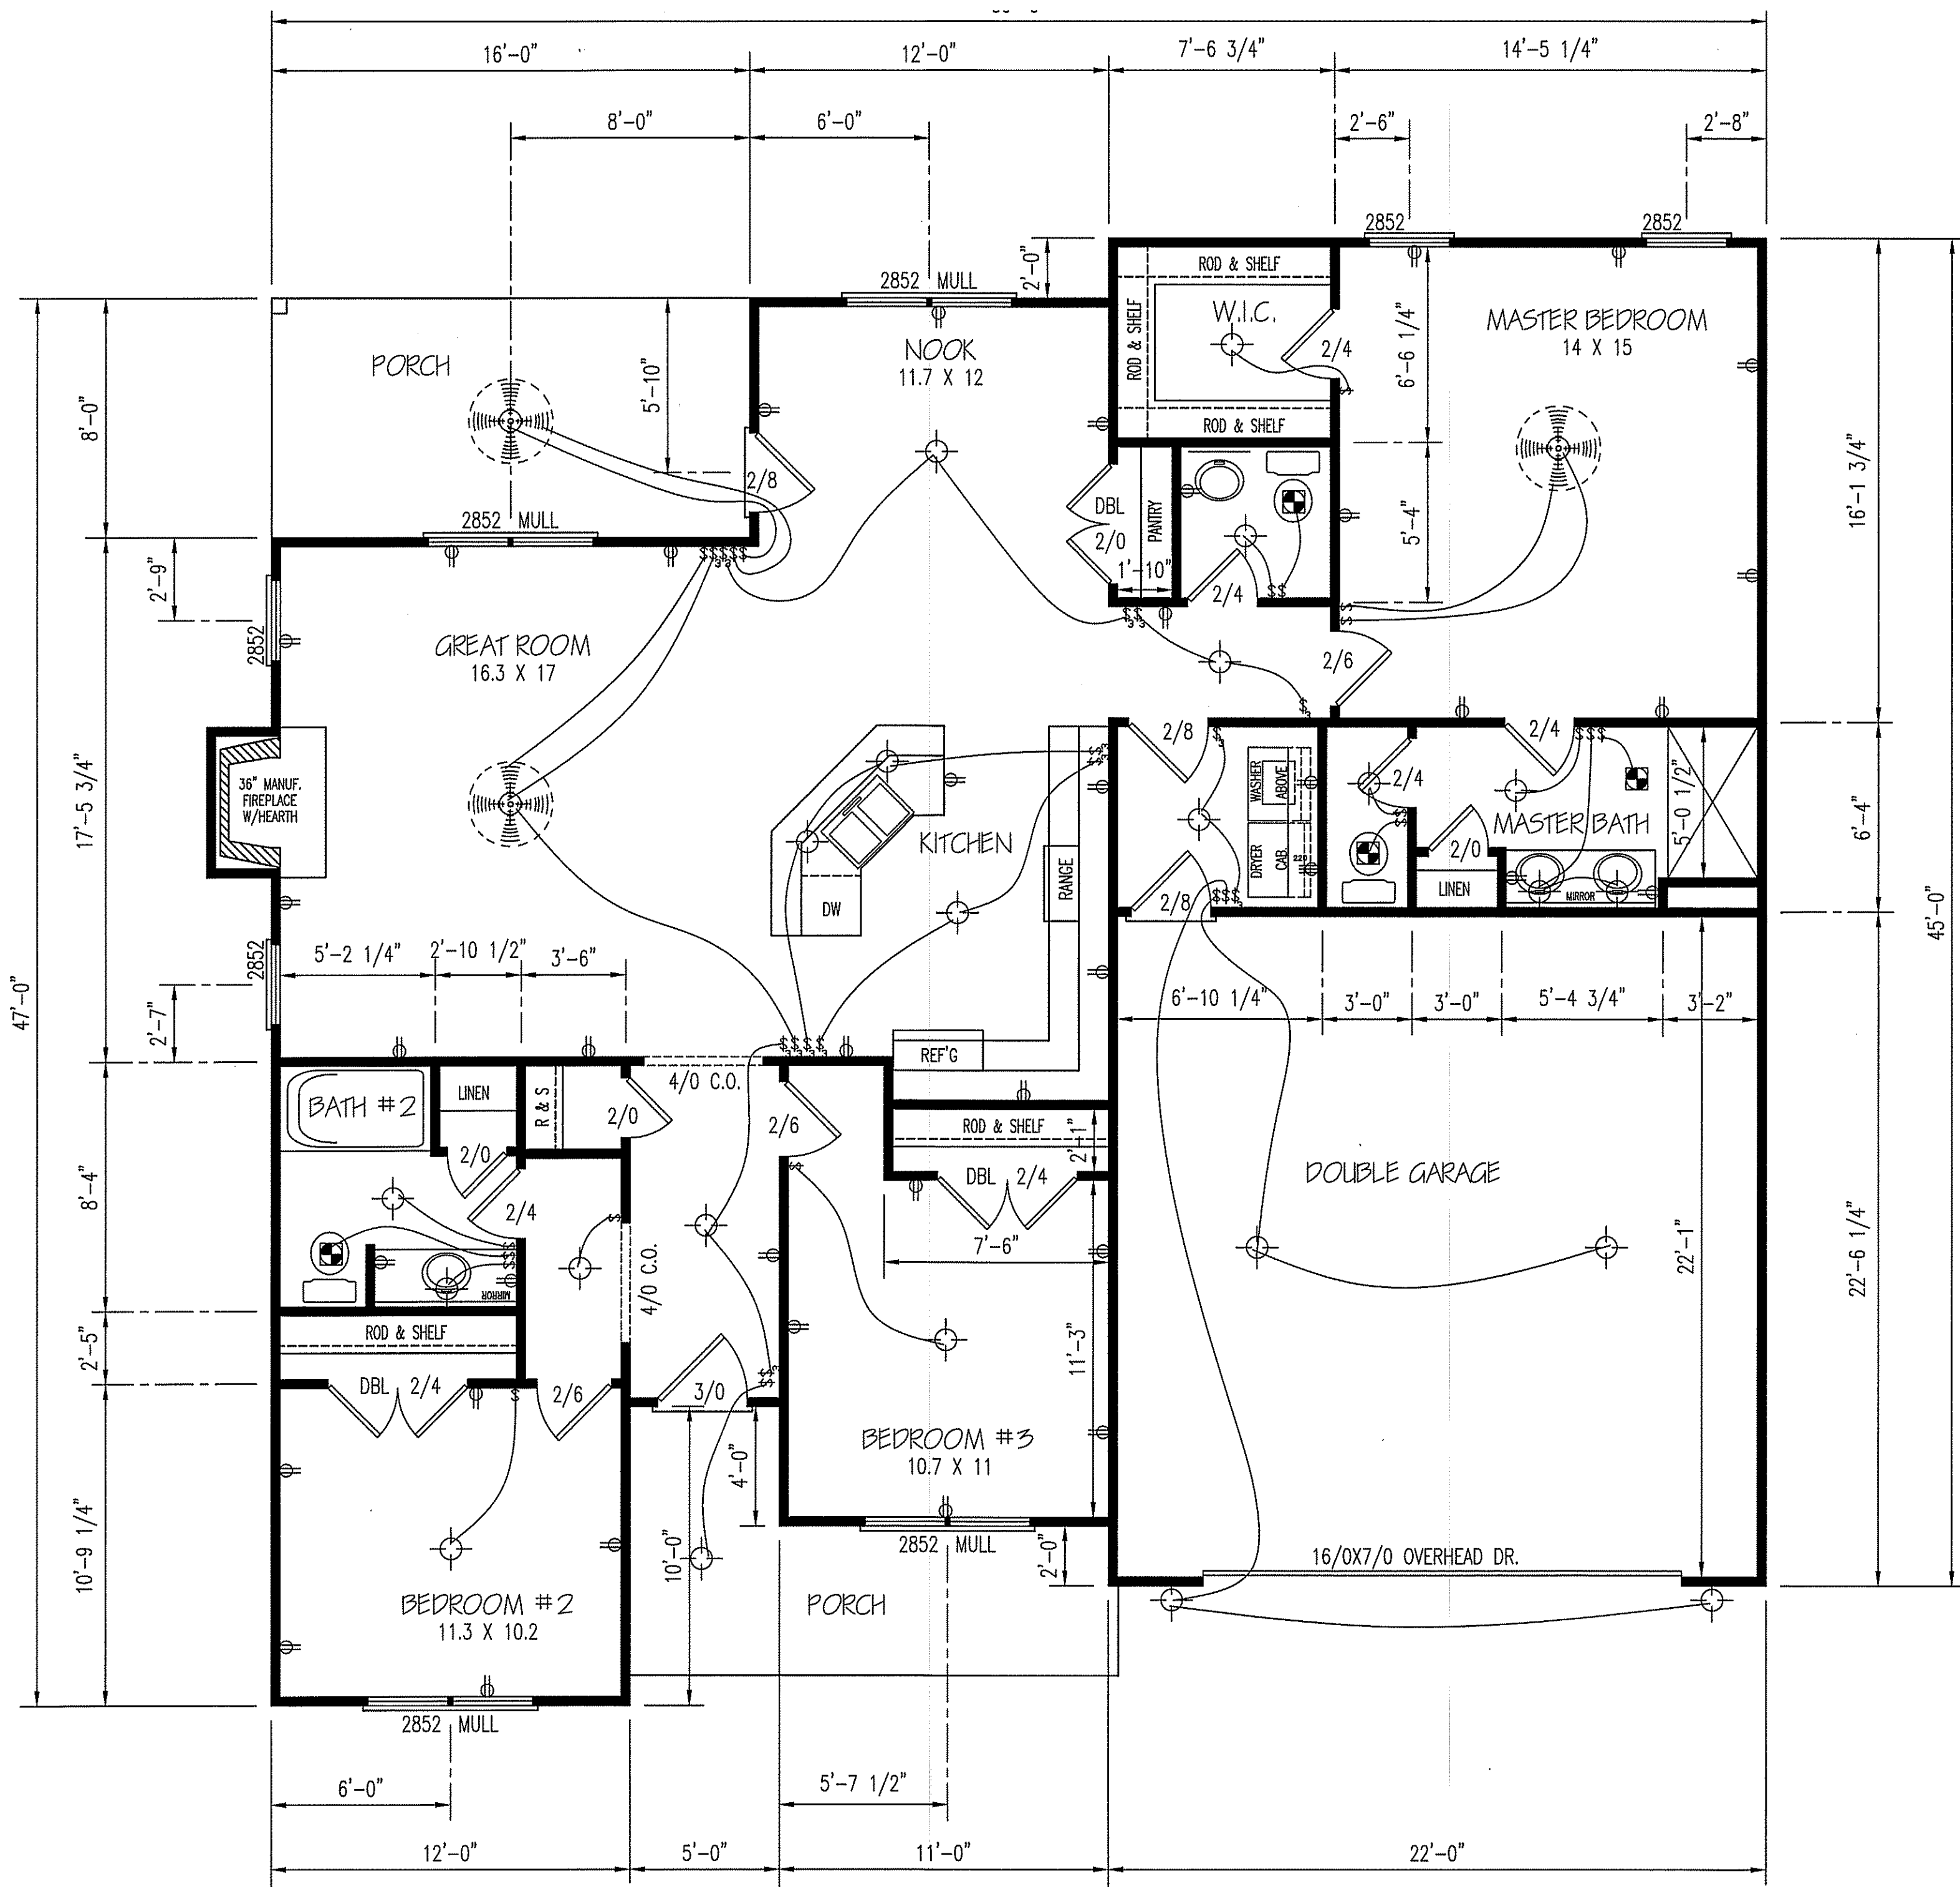 16'-0"
12'-0"
7'-6 3/4"
14'-5 1/4"
8'-0"
6'-0"
2'-6"
2'-8"
2852
2852
2'-0"
2852 MULL
ROD & SHELF
ROD & SHELF
W.I.C.
2/4
6'-6 1/4"
MASTER BEDROOM
14 X 15
PORCH
NOOK
11.7 X 12
5'-10"
8'-0"
ROD & SHELF
2/8
DBL
2/0
PANTRY
1'-10"
2/4
5'-4"
16'-1 3/4"
2852 MULL
2'-9"
2852
GREAT ROOM
16.3 X 17
2/6
2/8
2/4
17'-5 3/4"
36" MANUF.
FIREPLACE
W/HEARTH
WASHER
ABOVE
2/4
5'-0 1/2"
6'-4"
KITCHEN
MASTER BATH
RANGE
DRYER
CAB.
220
2/0
LINEN
MIRROR
DW
2/8
45'-0"
2852
5'-2 1/4"
2'-10 1/2"
3'-6"
2'-7"
47'-0"
6'-10 1/4"
3'-0"
3'-0"
5'-4 3/4"
3'-2"
REF'G
4/0 C.O.
BATH #2
LINEN
R & S
2/0
2/6
ROD & SHELF
2'-1"
2/0
DBL 2/4
DOUBLE GARAGE
8'-4"
2/4
7'-6"
22'-1"
22'-6 1/4"
4/0 C.O.
MIRROR
ROD & SHELF
2'-5"
DBL 2/4
2/6
3/0
11'-3"
BEDROOM #3
10.7 X 11
4'-0"
10'-9 1/4"
10'-0"
2852 MULL
2'-0"
16/0X7/0 OVERHEAD DR.
BEDROOM #2
11.3 X 10.2
PORCH
2852 MULL
6'-0"
5'-7 1/2"
12'-0"
5'-0"
11'-0"
22'-0"